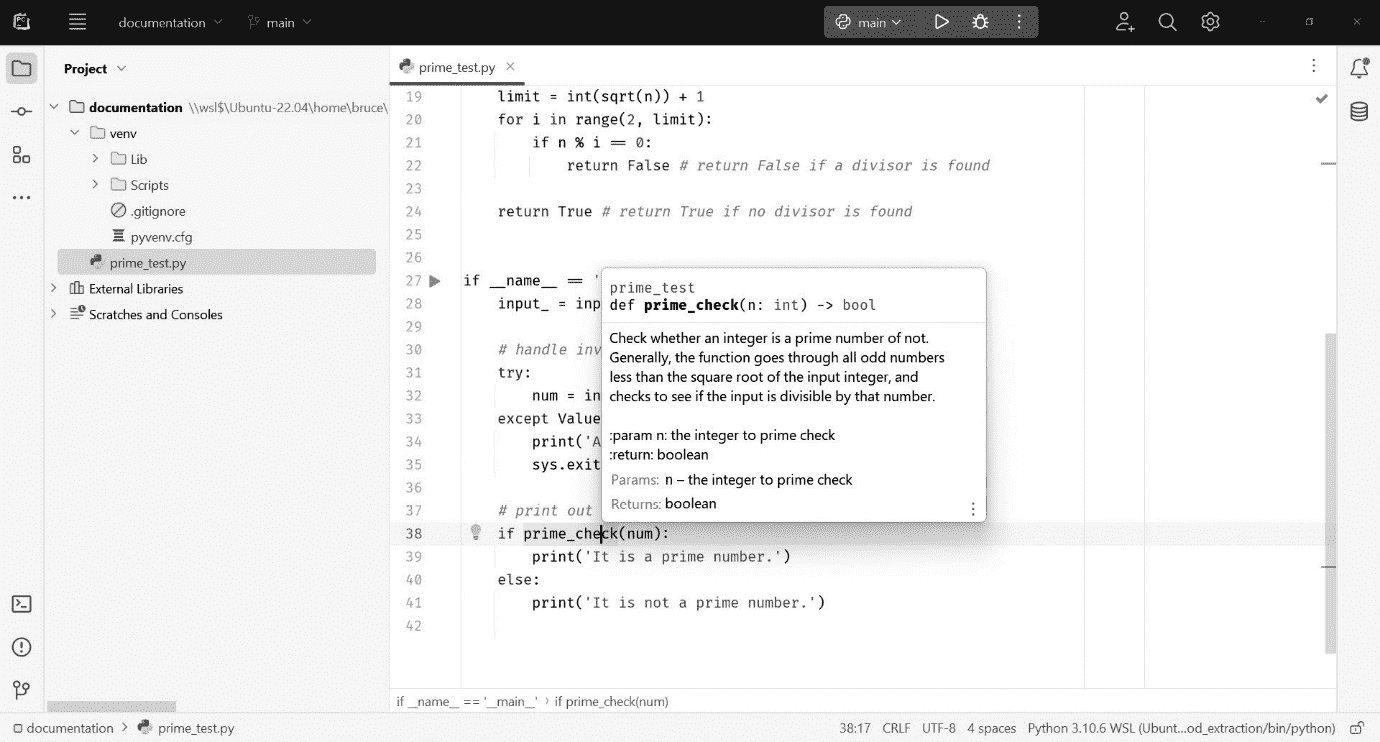 PC
documentation
main
main
Project
documentation \\wsl$\Ubuntu-22.04\home\bruce\
venv
Lib
Scripts
.gitignore
pyvenv.cfg
prime_test.py
External Libraries
Scratches and Consoles
prime_test.py
19 limit = int(sqrt(n)) + 1
20 for i in range(2, limit):
21 if n % i == 0:
22 return False # return False if a divisor is found
23
24 return True # return True if no divisor is found
25
26
27 if __name__ == '
28 input_ = inp
29
30 # handle inv
31 try:
32 num = in
33 except Value
34 print('A
35 sys.exit
36
37 # print out
38 if prime_check(num):
39 print('It is a prime number.')
40 else:
41 print('It is not a prime number.')
42
prime_test
def prime_check(n: int) -> bool
Check whether an integer is a prime number of not.
Generally, the function goes through all odd numbers
less than the square root of the input integer, and
checks to see if the input is divisible by that number.
:param n: the integer to prime check
:return: boolean
Params: n – the integer to prime check
Returns: boolean
if __name__ == '__main__' › if prime_check(num)
documentation > prime_test.py
38:17 CRLF UTF-8 4 spaces Python 3.10.6 WSL (Ubunt...od_extraction/bin/python)